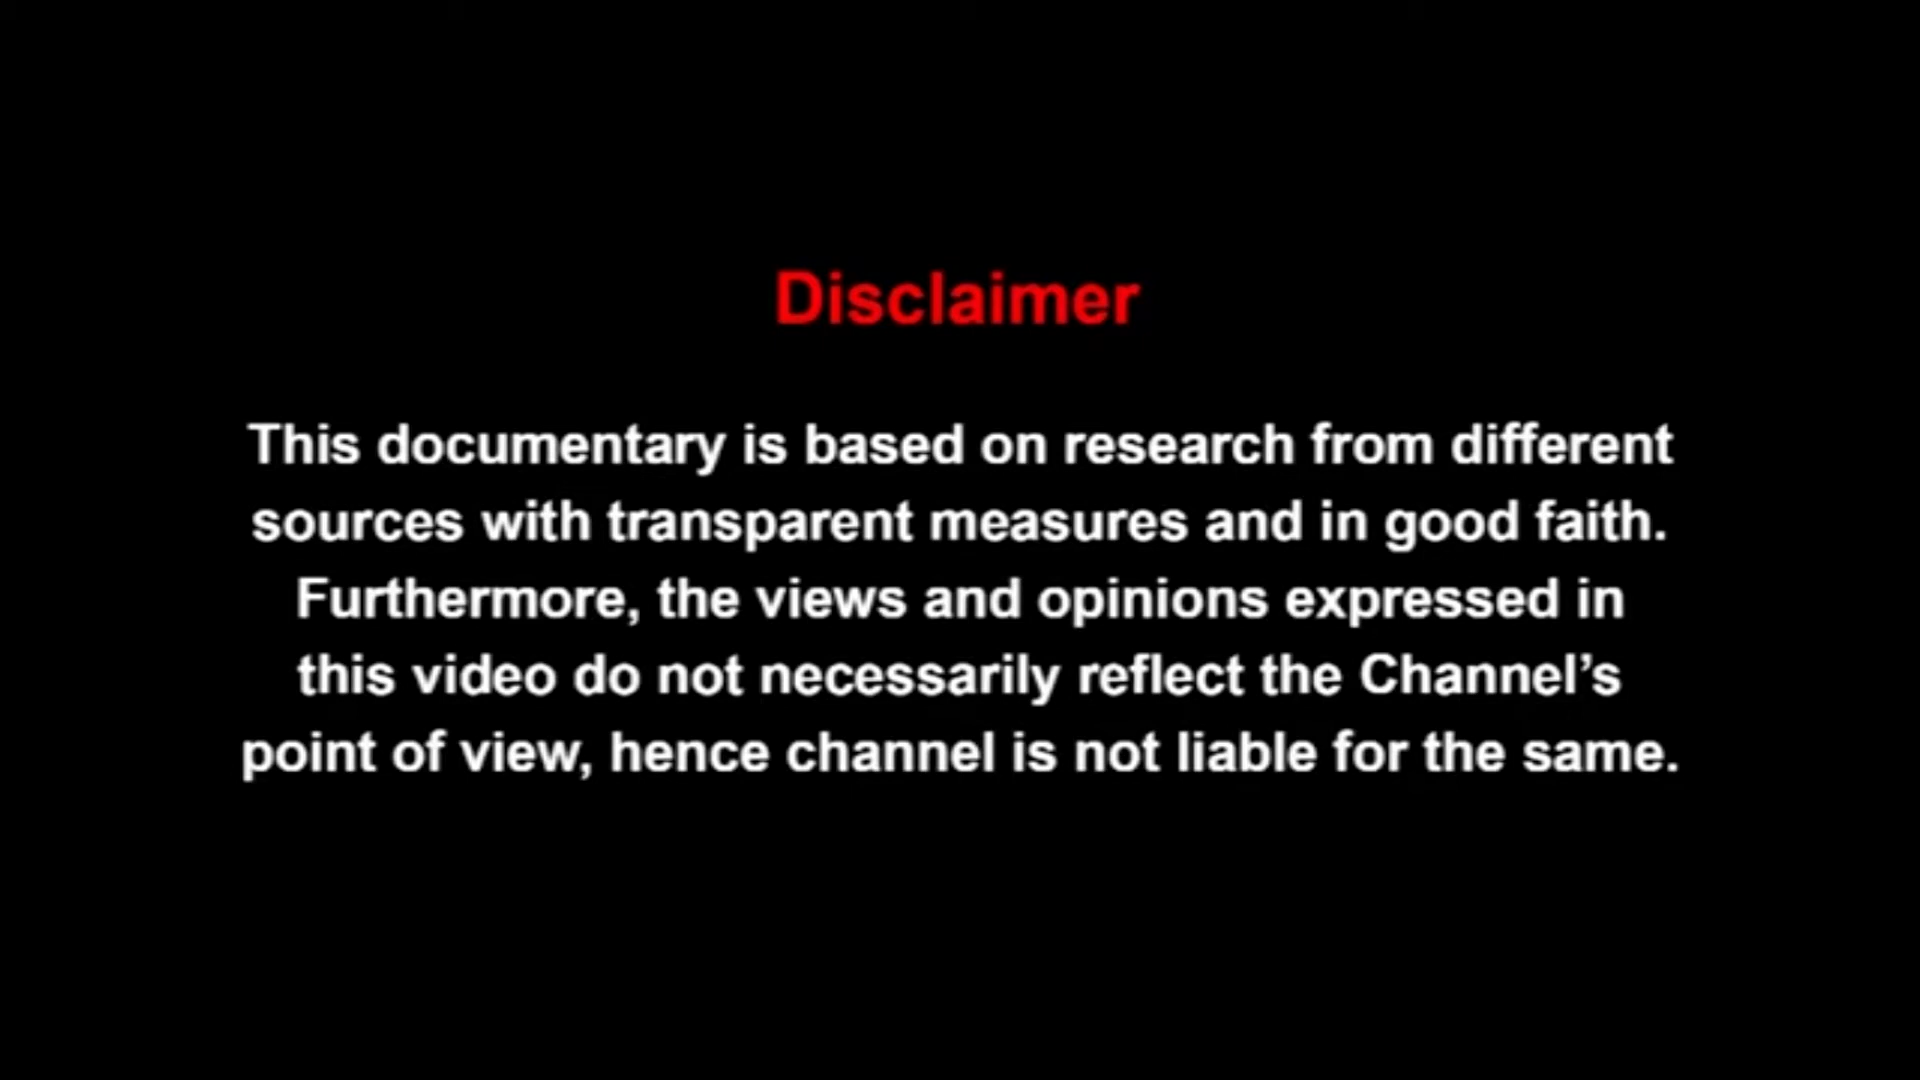 Disclaimer
This documentary is based on research from different
sources with transparent measures and in good faith.
Furthermore, the views and opinions expressed in
this video do not necessarily reflect the Channel’s
point of view, hence channel is not liable for the same.